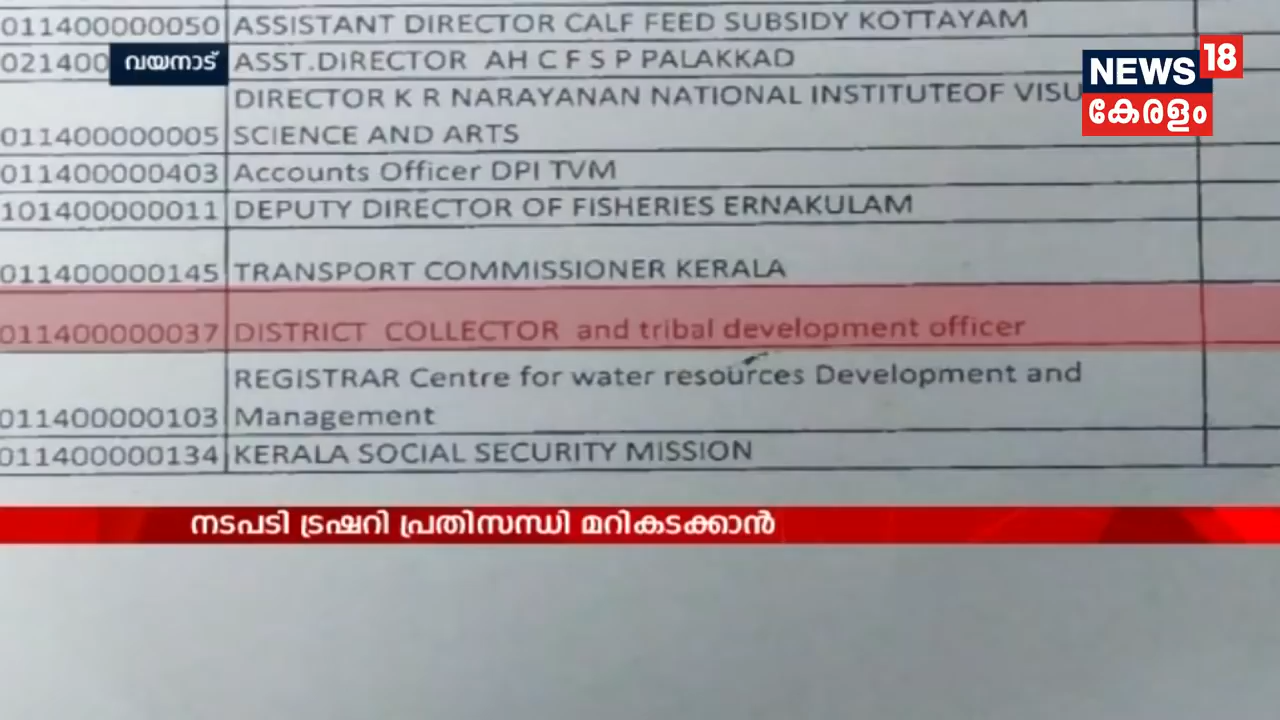 011400000050 ASSISTANT DIRECTOR CALF FEED SUBSIDY KOTTAYAM
021400 വയനാട് ASST.DIRECTOR AH C F S P PALAKKAD
NEWS 18
കേരളം
DIRECTOR K R NARAYANAN NATIONAL INSTITUTEOF VISU
011400000005 SCIENCE AND ARTS
011400000403 Accounts Officer DPI TVM
101400000011 DEPUTY DIRECTOR OF FISHERIES ERNAKULAM
011400000145 TRANSPORT COMMISSIONER KERALA
011400000037 DISTRICT COLLECTOR and tribal development officer
REGISTRAR Centre for water resources Development and
011400000103 Management
011400000134 KERALA SOCIAL SECURITY MISSION
നടപടി ട്രഷറി പ്രതിസന്ധി മറികടക്കാൻ